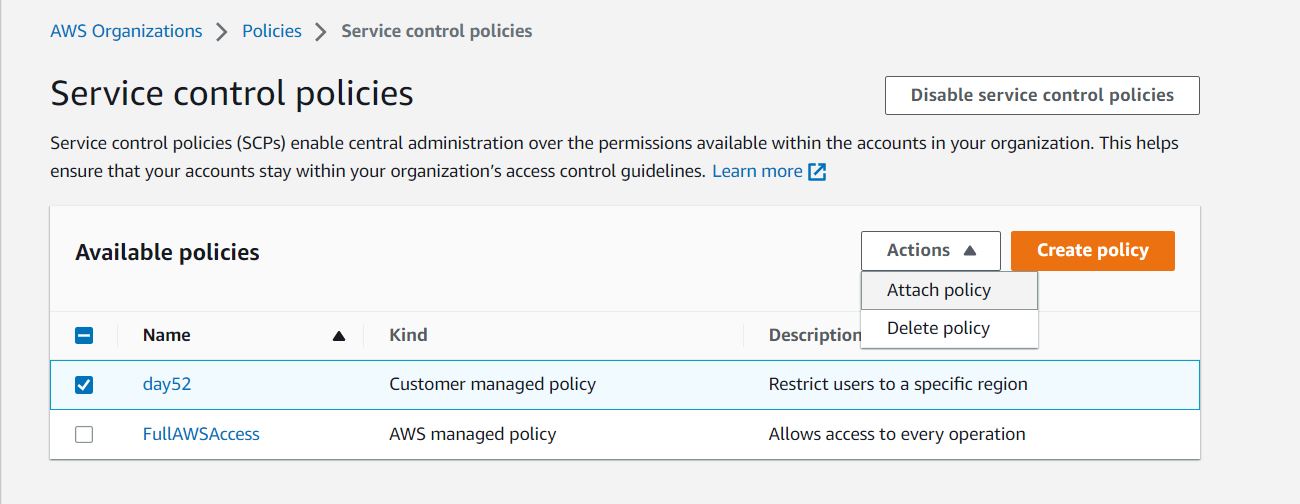 AWS Organizations > Policies > Service control policies
Service control policies
Disable service control policies
Service control policies (SCPs) enable central administration over the permissions available within the accounts in your organization. This helps
ensure that your accounts stay within your organization’s access control guidelines. Learn more
Available policies
Actions
Create policy
Attach policy
Delete policy
Name Kind Description
day52 Customer managed policy Restrict users to a specific region
FullAWSAccess AWS managed policy Allows access to every operation